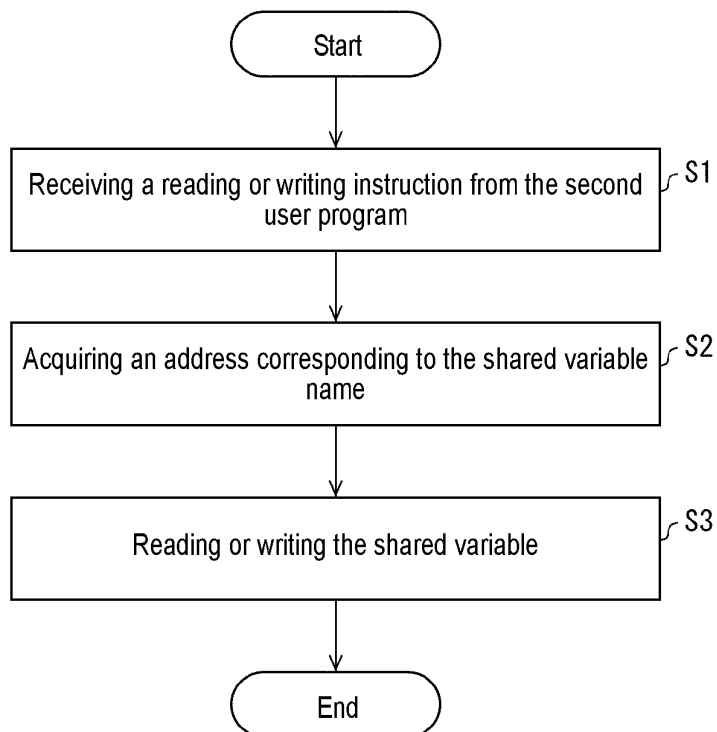 Start
Receiving a reading or writing instruction from the second
user program
S1
Acquiring an address corresponding to the shared variable
name
S2
Reading or writing the shared variable
S3
End